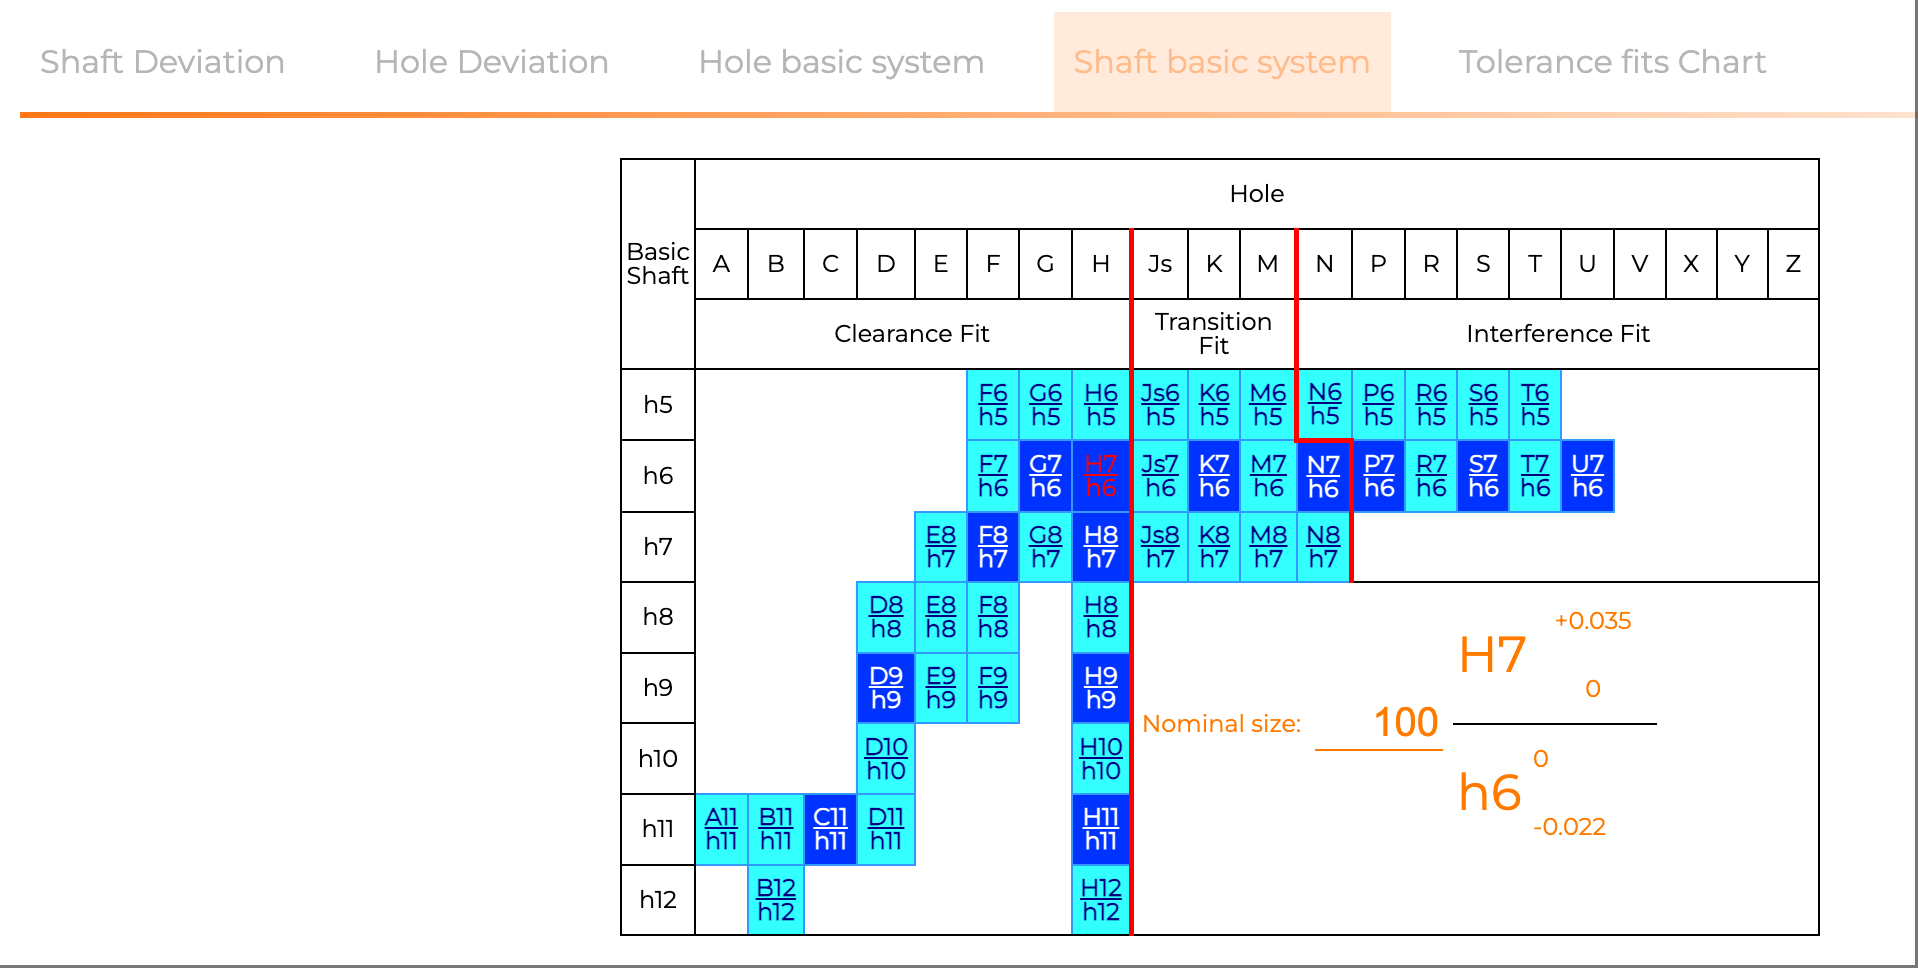 Shaft Deviation Hole Deviation Hole basic system Shaft basic system Tolerance fits Chart
Hole
Basic
Shaft
A B C D E F G H Js K M N P R S T U V X Y Z
Clearance Fit
Transition
Fit
Interference Fit
h5
F6 G6 H6 Js6 K6 M6 N6 P6 R6 S6 T6
h5 h5 h5 h5 h5 h5 h5 h5 h5 h5 h5
h6
F7 G7 H7 Js7 K7 M7 N7 P7 R7 S7 T7 U7
h6 h6 h6 h6 h6 h6 h6 h6 h6 h6 h6 h6
h7
E8 F8 G8 H8 Js8 K8 M8 N8
h7 h7 h7 h7 h7 h7 h7 h7
h8
D8 E8 F8 H8
h8 h8 h8 h8
h9
D9 E9 F9 H9
h9 h9 h9 h9
h10
D10 H10
h10 h10
h11
A11 B11 C11 D11 H11
h11 h11 h11 h11 h11
h12
B12 H12
h12 h12
Nominal size: 100
H7 +0.035
0
h6 0
-0.022